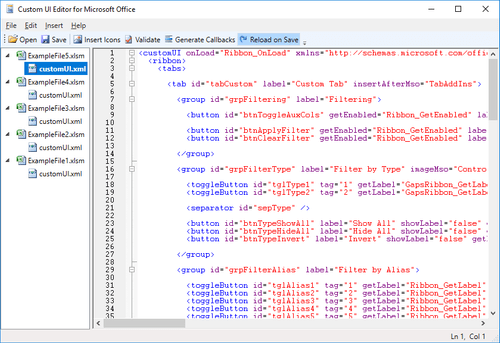 Custom UI Editor for Microsoft Office
File Edit Insert Help
Open Save Insert Icons Validate Generate Callbacks Reload on Save
ExampleFile5.xlsm
customUI.xml
ExampleFile4.xlsm
customUI.xml
ExampleFile3.xlsm
customUI.xml
ExampleFile2.xlsm
customUI.xml
ExampleFile1.xlsm
customUI.xml
1 <customUI onLoad="Ribbon_OnLoad" xmlns="http://schemas.microsoft.com/offic
2 <ribbon>
3 <tabs>
4
5 <tab id="tabCustom" label="Custom Tab" insertAfterMso="TabAddIns">
6
7 <group id="grpFiltering" label="Filtering">
8
9 <button id="btnToggleAuxCols" getEnabled="Ribbon_GetEnabled" lab
10
11 <button id="btnApplyFilter" getEnabled="Ribbon_GetEnabled" labe
12 <button id="btnClearFilter" getEnabled="Ribbon_GetEnabled" labe
13
14 </group>
15
16 <group id="grpFilterType" label="Filter by Type" imageMso="Contro
17
18 <toggleButton id="tglType1" tag="1" getLabel="GapsRibbon_GetLabe
19 <toggleButton id="tglType2" tag="2" getLabel="GapsRibbon_GetLabe
20
21 <separator id="sepType" />
22
23 <button id="btnTypeShowAll" label="Show All" showLabel="false"
24 <button id="btnTypeHideAll" label="Hide All" showLabel="false"
25 <button id="btnTypeInvert" label="Invert" showLabel="false" get
26
27 </group>
28
29 <group id="grpFilterAlias" label="Filter by Alias">
30
31 <toggleButton id="tglAlias1" tag="1" getLabel="Ribbon_GetLabel"
32 <toggleButton id="tglAlias2" tag="2" getLabel="Ribbon_GetLabel"
33 <toggleButton id="tglAlias3" tag="3" getLabel="Ribbon_GetLabel"
34 <toggleButton id="tglAlias4" tag="4" getLabel="Ribbon_GetLabel"
35 <toggleButton id="tglAlias5" tag="5" getLabel="Ribbon_GetLabel"
Ln 1, Col 1